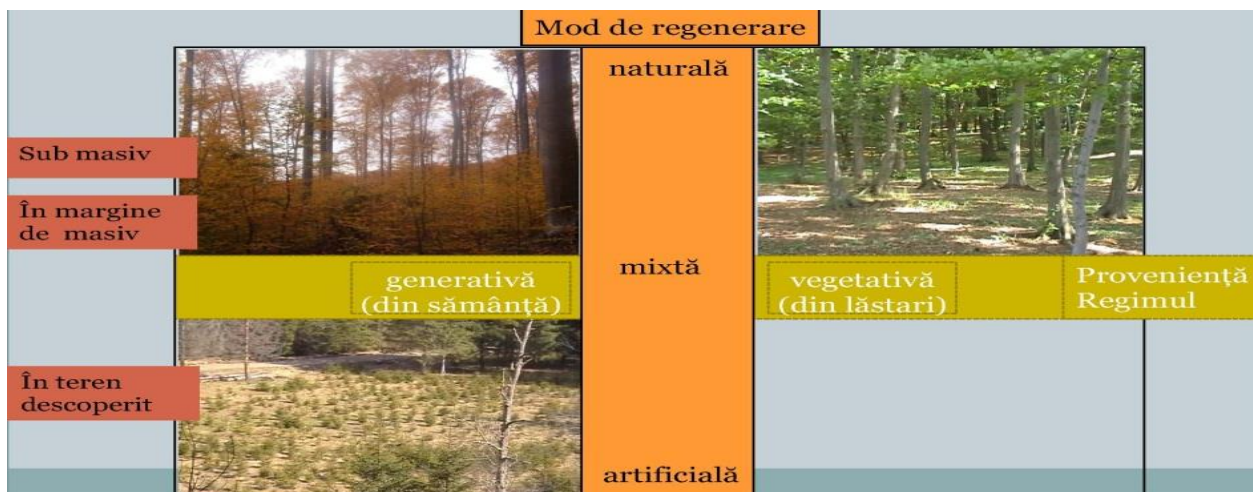 Mod de regenerare
naturală
Sub masiv
În margine
de masiv
generativă
(din sămânță)
mixtă
vegetativă
(din lăstari)
Proveniență
Regimul
În teren
descoperit
artificială